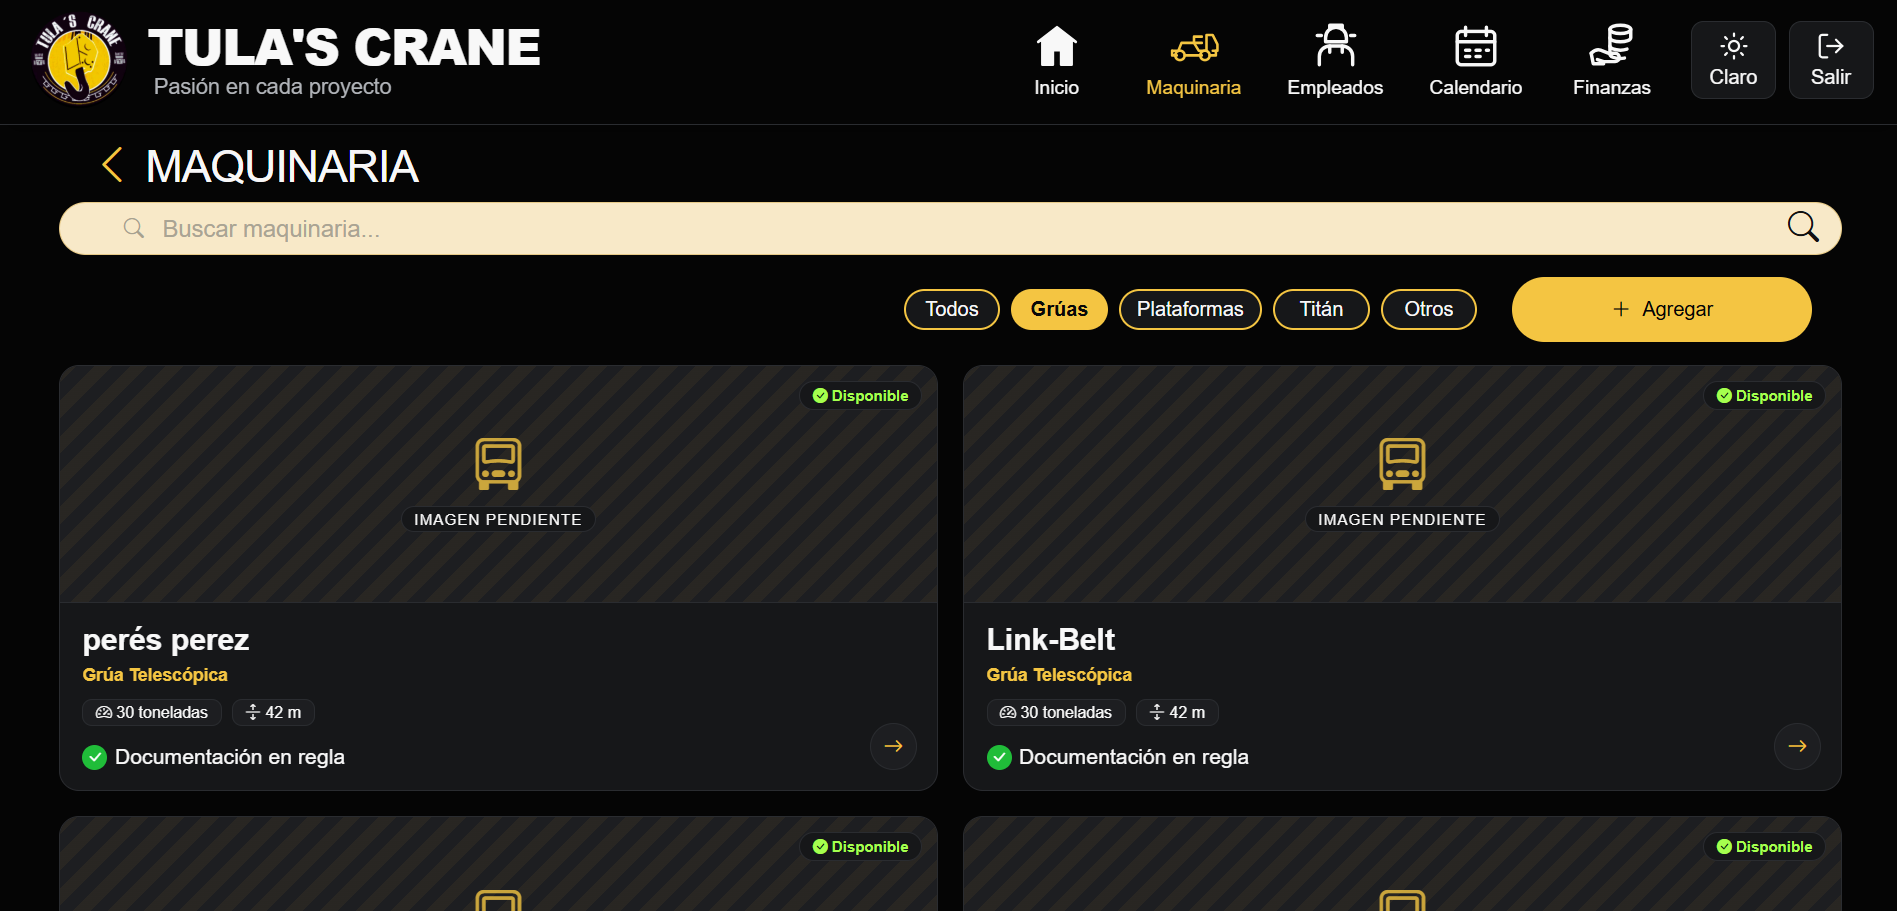 TULA'S CRANE
TULA'S CRANE
Pasión en cada proyecto
Inicio
Maquinaria
Empleados
Calendario
Finanzas
Claro
Salir
MAQUINARIA
Buscar maquinaria...
Todos
Grúas
Plataformas
Titán
Otros
+ Agregar
Disponible
IMAGEN PENDIENTE
perés perez
Grúa Telescópica
30 toneladas
42 m
Documentación en regla
Disponible
IMAGEN PENDIENTE
Link-Belt
Grúa Telescópica
30 toneladas
42 m
Documentación en regla
Disponible
Disponible